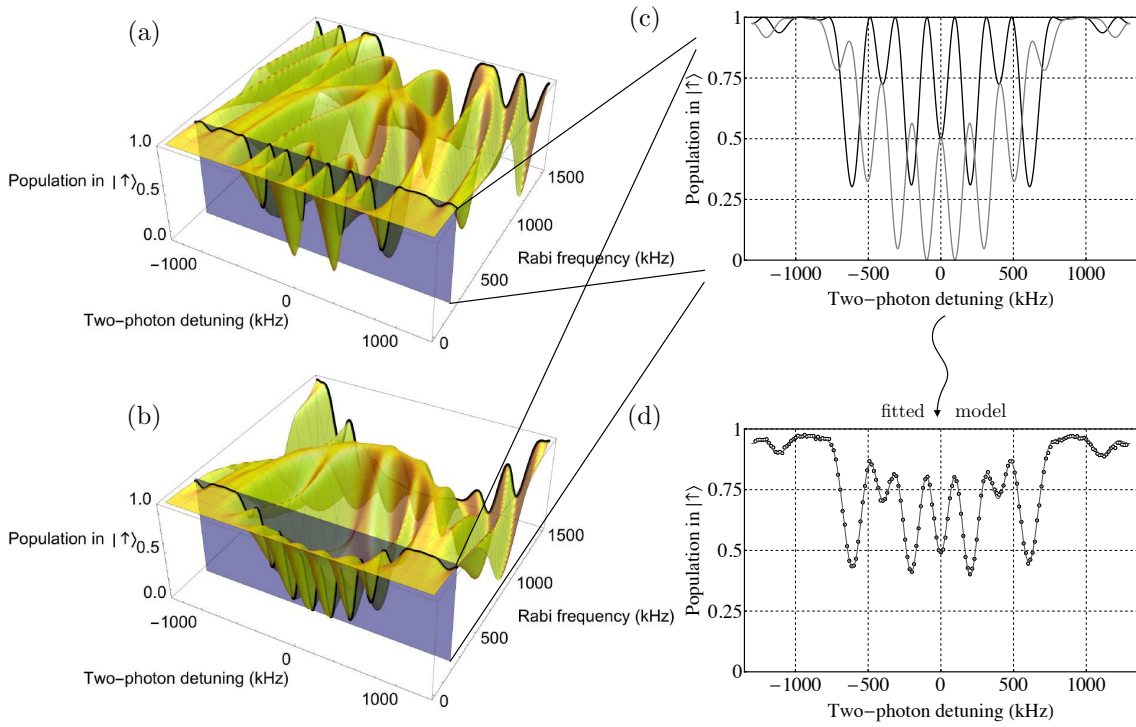 (a)
1.0
Population in |↑⟩
0.5
0.0
−1000
0
Two−photon detuning (kHz)
1000
0
500
Rabi frequency (kHz)
1000
1500
(b)
1.0
Population in |↑⟩
0.5
0.0
−1000
0
Two−photon detuning (kHz)
1000
0
500
Rabi frequency (kHz)
1000
1500
(c)
1
0.75
0.5
0.25
0
Population in |↑⟩
−1000 −500 0 500 1000
Two−photon detuning (kHz)
fitted model
(d)
1
0.75
0.5
0.25
0
Population in |↑⟩
−1000 −500 0 500 1000
Two−photon detuning (kHz)